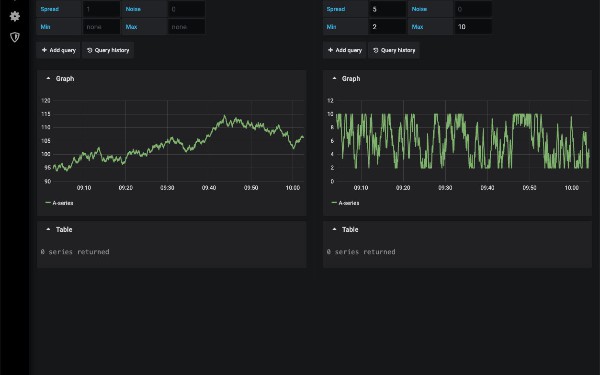 Spread 1 Noise 0
Min none Max none
+ Add query Query history
Graph
120
115
110
105
100
95
90
09:10 09:20 09:30 09:40 09:50 10:00
A-series
Table
0 series returned
Spread 5 Noise 0
Min 2 Max 10
+ Add query Query history
Graph
12
10
8
6
4
2
0
09:10 09:20 09:30 09:40 09:50 10:00
A-series
Table
0 series returned